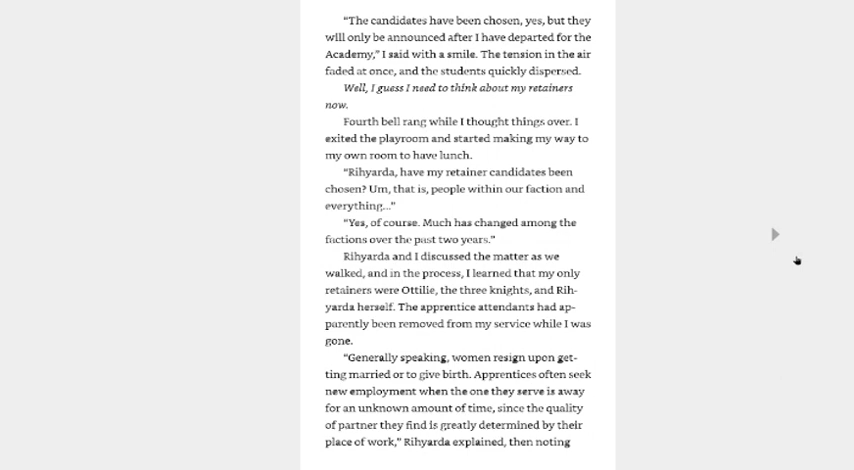 “The candidates have been chosen, yes, but they
will only be announced after I have departed for the
Academy,” I said with a smile. The tension in the air
faded at once, and the students quickly dispersed.
Well, I guess I need to think about my retainers
now.
Fourth bell rang while I thought things over. I
exited the playroom and started making my way to
my own room to have lunch.
“Rihyarda, have my retainer candidates been
chosen? Um, that is, people within our faction and
everything...”
“Yes, of course. Much has changed among the
factions over the past two years.”
Rihyarda and I discussed the matter as we
walked, and in the process, I learned that my only
retainers were Ottilie, the three knights, and Rih-
yarda herself. The apprentice attendants had ap-
parently been removed from my service while I was
gone.
“Generally speaking, women resign upon get-
ting married or to give birth. Apprentices often seek
new employment when the one they serve is away
for an unknown amount of time, since the quality
of partner they find is greatly determined by their
place of work,” Rihyarda explained, then noting